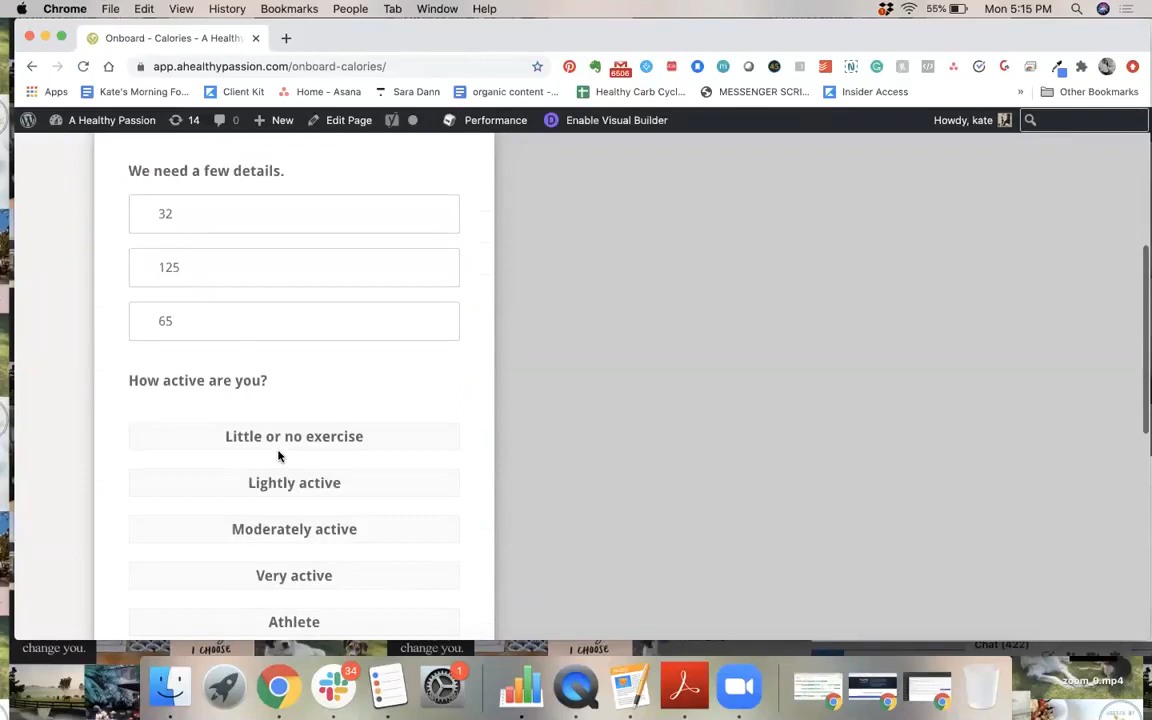 Chrome File Edit View History Bookmarks People Tab Window Help 55% Mon 5:15 PM
Onboard - Calories - A Health
app.ahealthypassion.com/onboard-calories/ 6506
Apps Kate's Morning Fo... Client Kit Home - Asana Sara Dann organic content -... Healthy Carb Cycl... MESSENGER SCRI... Insider Access » Other Bookmarks
A Healthy Passion 14 0 New Edit Page Performance Enable Visual Builder Howdy, kate
We need a few details.
32
125
65
How active are you?
Little or no exercise
Lightly active
Moderately active
Very active
Athlete
change you. I CHOOSE change you. I CHOOSE Chat (422)
34 1
zoom_0.mp4